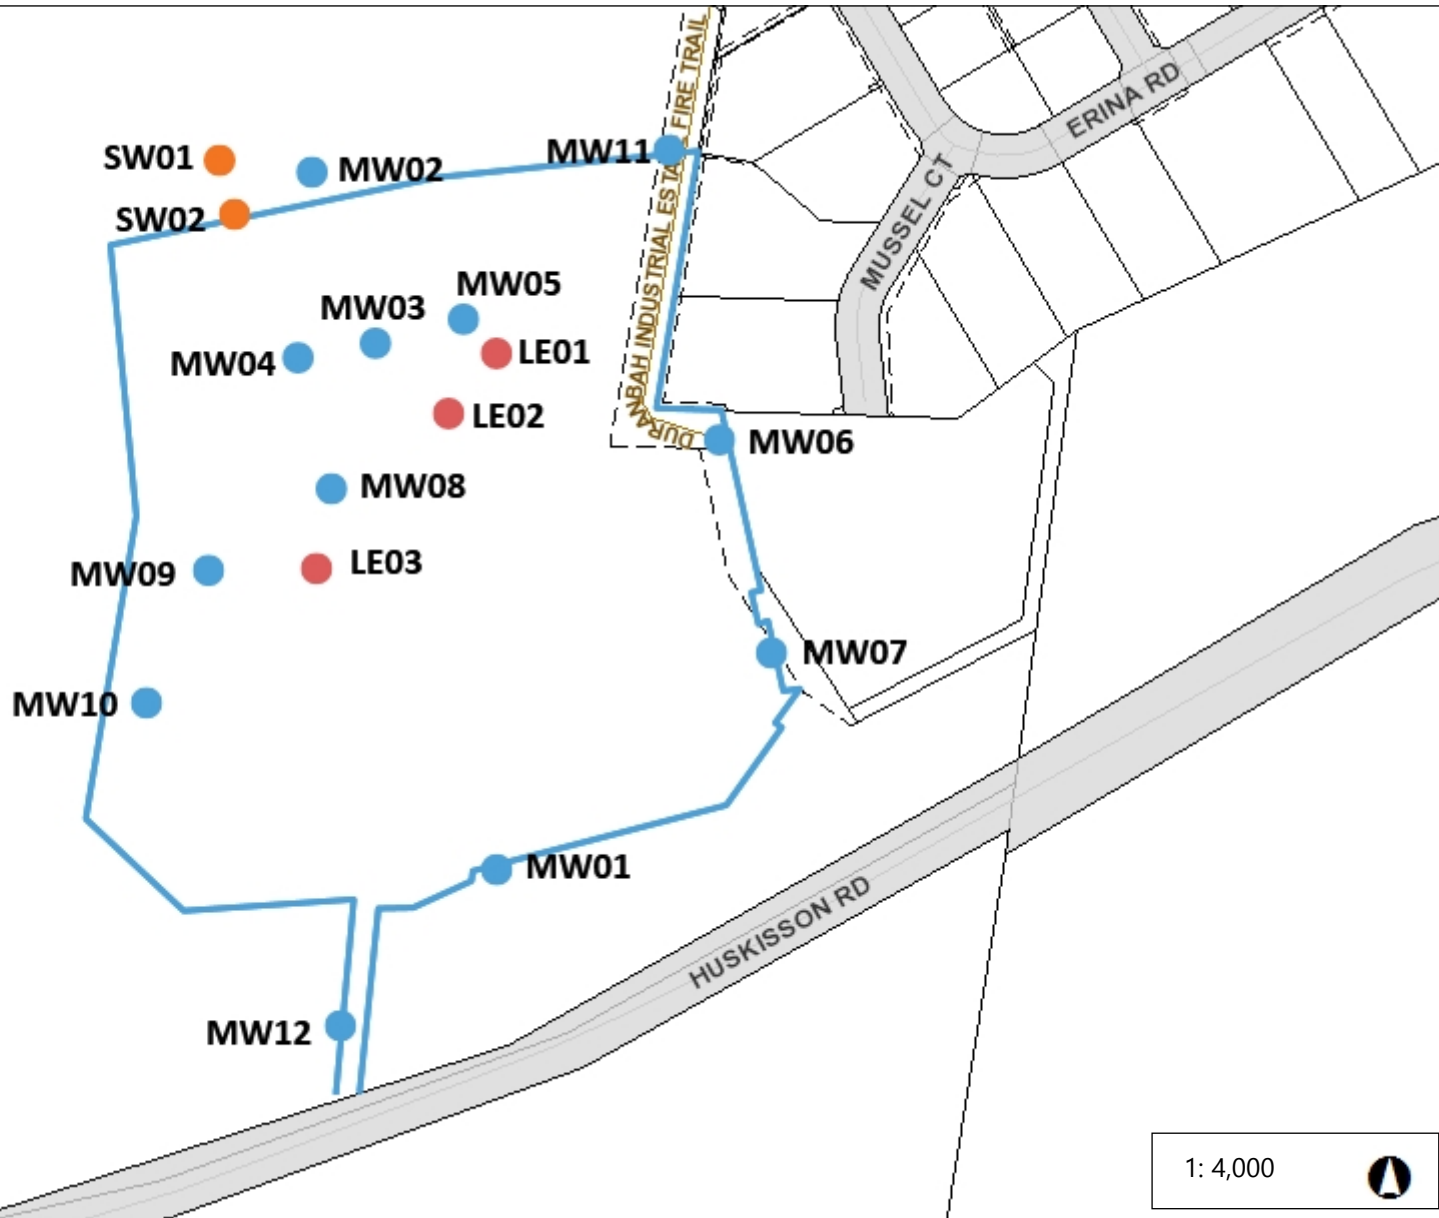 DURANBAH INDUSTRIAL ESTA FIRE TRAIL
ERINA RD
MUSSEL CT
SW01
MW02
MW11
SW02
MW05
MW03
MW04
LE01
LE02
MW06
MW08
MW09
LE03
MW07
MW10
MW01
HUSKISSON RD
MW12
1: 4,000